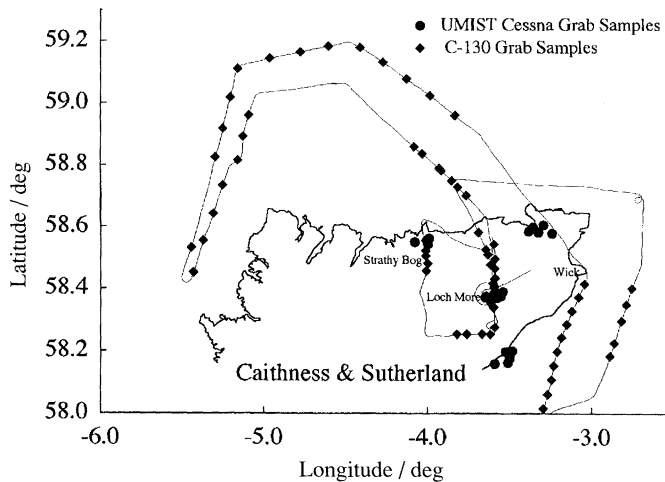 59.2
59.0
58.8
58.6
58.4
58.2
58.0
Latitude / deg
UMIST Cessna Grab Samples
C-130 Grab Samples
Strathy Bog
Loch More
Wick
Caithness & Sutherland
-6.0 -5.0 -4.0 -3.0
Longitude / deg